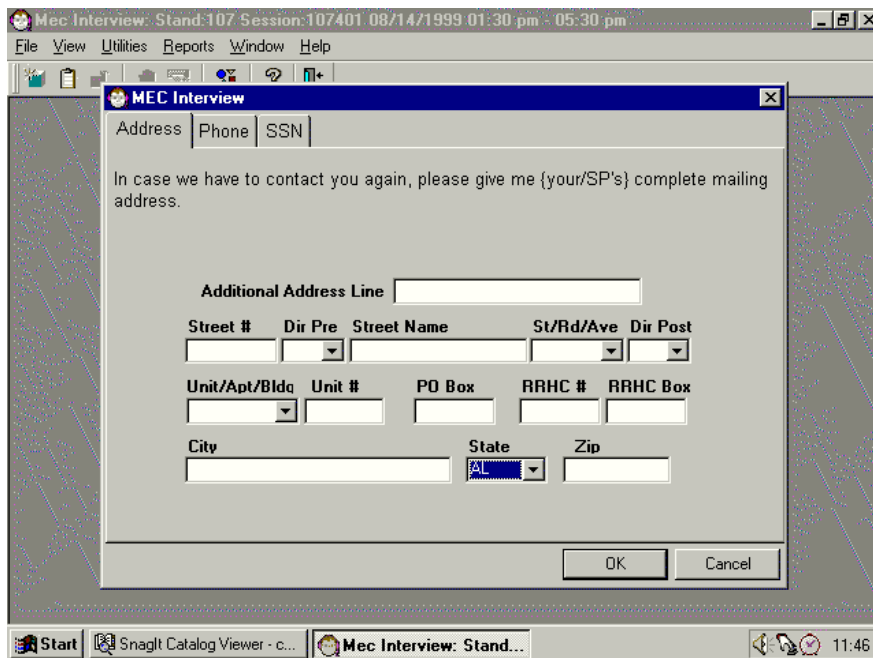 Mec Interview: Stand:107 Session:107401 08/14/1999 01:30 pm - 05:30 pm
File View Utilities Reports Window Help
MEC Interview
Address Phone SSN
In case we have to contact you again, please give me {your/SP's} complete mailing
address.
Additional Address Line
Street # Dir Pre Street Name St/Rd/Ave Dir Post
Unit/Apt/Bldg Unit # PO Box RRHC # RRHC Box
City State Zip
AL
OK Cancel
Start SnagIt Catalog Viewer - c... Mec Interview: Stand... 11:46